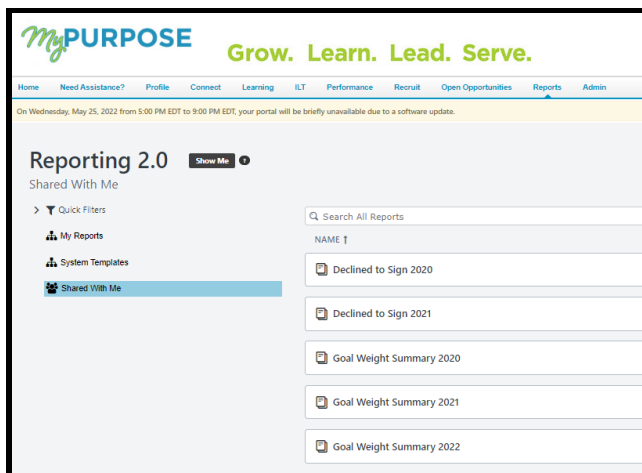 MyPURPOSE
Grow. Learn. Lead. Serve.
Home Need Assistance? Profile Connect Learning ILT Performance Recruit Open Opportunities Reports Admin
On Wednesday, May 25, 2022 from 5:00 PM EDT to 9:00 PM EDT, your portal will be briefly unavailable due to a software update.
Reporting 2.0 Show Me ?
Shared With Me
Quick Filters
My Reports
System Templates
Shared With Me
Search All Reports
NAME ↑
Declined to Sign 2020
Declined to Sign 2021
Goal Weight Summary 2020
Goal Weight Summary 2021
Goal Weight Summary 2022